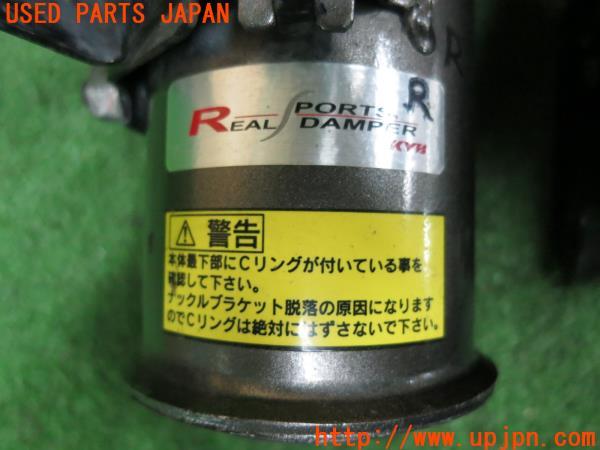 USED PARTS JAPAN
R
R
REAL SPORTS DAMPER
KYB
警告
本体最下部にCリングが付いている事を
確認して下さい。
ナックルブラケット脱落の原因になります
のでCリングは絶対にはずさないで下さい。
http://www.upjpn.com